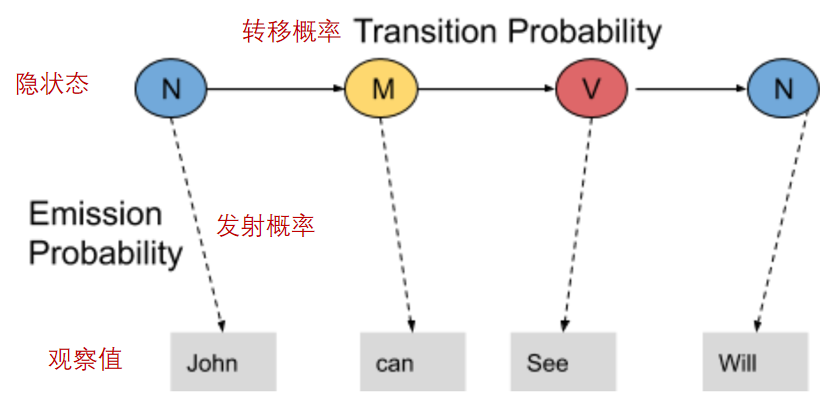 转移概率 Transition Probability
隐状态 N M V N
Emission
Probability
发射概率
观察值 John can See Will